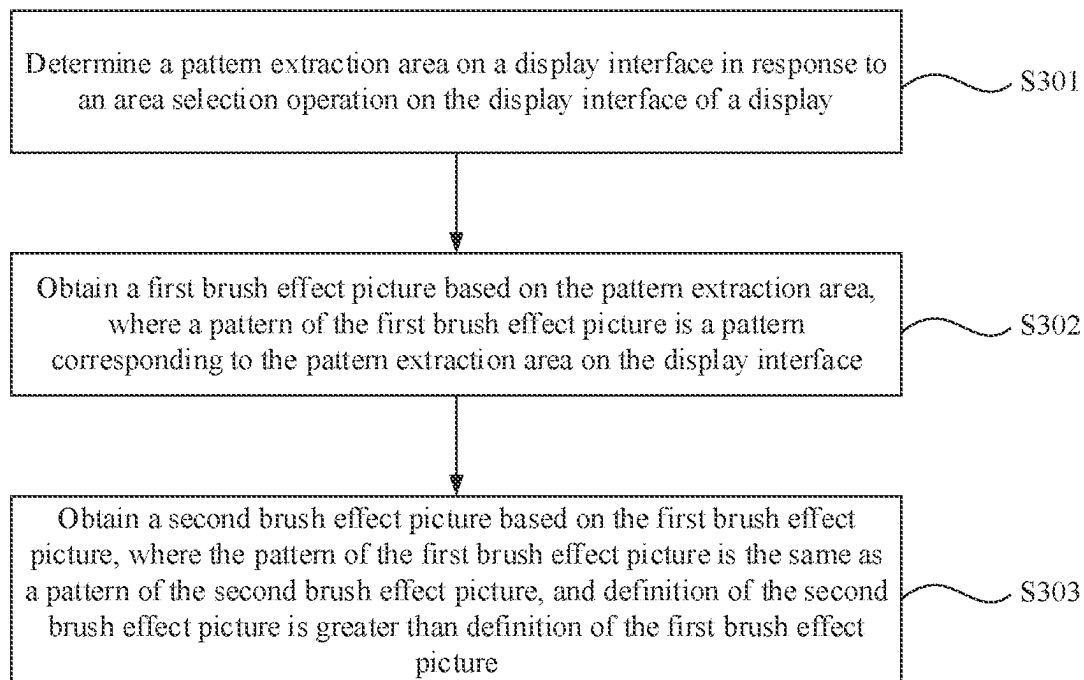 Determine a pattern extraction area on a display interface in response to
an area selection operation on the display interface of a display
S301
Obtain a first brush effect picture based on the pattern extraction area,
where a pattern of the first brush effect picture is a pattern
corresponding to the pattern extraction area on the display interface
S302
Obtain a second brush effect picture based on the first brush effect
picture, where the pattern of the first brush effect picture is the same as
a pattern of the second brush effect picture, and definition of the second
brush effect picture is greater than definition of the first brush effect
picture
S303